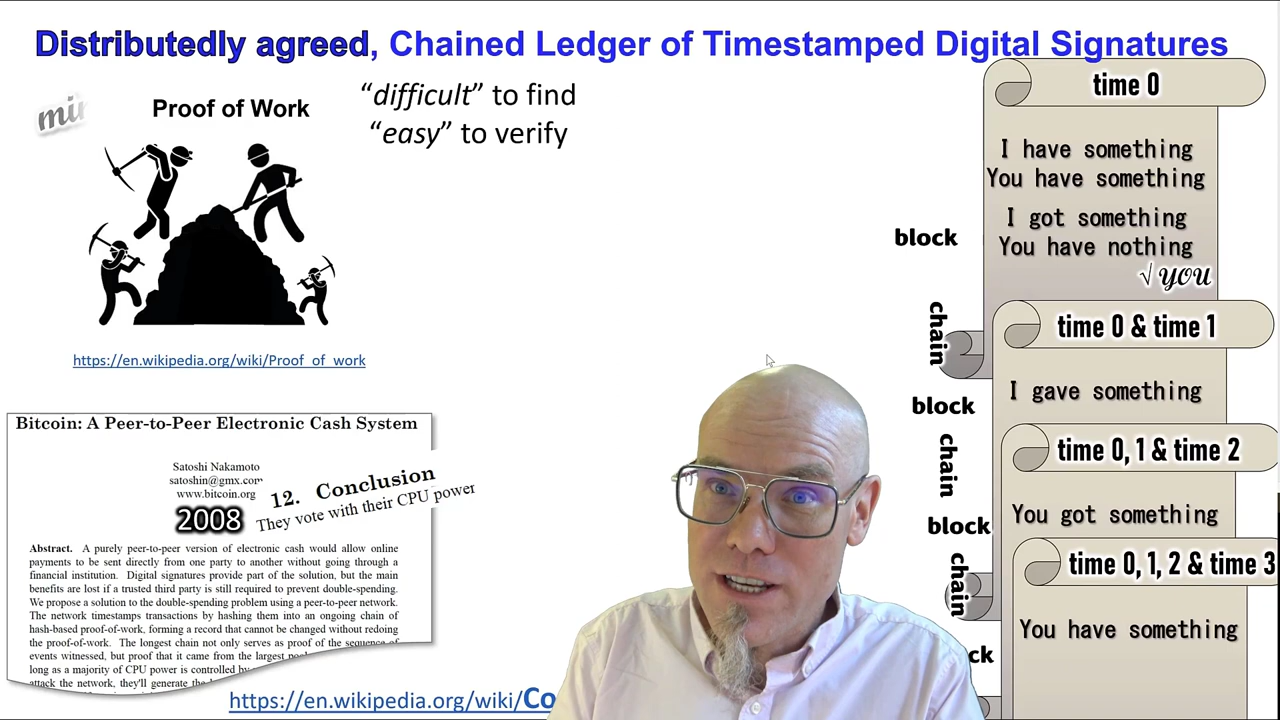 Distributedly agreed, Chained Ledger of Timestamped Digital Signatures
Proof of Work
"difficult" to find
"easy" to verify
https://en.wikipedia.org/wiki/Proof_of_work
Bitcoin: A Peer-to-Peer Electronic Cash System
Satoshi Nakamoto
satoshin@gmx.com
www.bitcoin.org
2008
12. Conclusion
They vote with their CPU power
Abstract. A purely peer-to-peer version of electronic cash would allow online
payments to be sent directly from one party to another without going through a
financial institution. Digital signatures provide part of the solution, but the main
benefits are lost if a trusted third party is still required to prevent double-spending.
We propose a solution to the double-spending problem using a peer-to-peer network.
The network timestamps transactions by hashing them into an ongoing chain of
hash-based proof-of-work, forming a record that cannot be changed without redoing
the proof-of-work. The longest chain not only serves as proof of the sequence of
events witnessed, but proof that it came from the largest
long as a majority of CPU power is controlled by
attack the network, they'll generate the
https://en.wikipedia.org/wiki/Co
time 0
I have something
You have something
I got something
You have nothing
√ you
block
chain
time 0 & time 1
I gave something
block
chain
time 0, 1 & time 2
You got something
block
chain
time 0, 1, 2 & time 3
You have something
ck